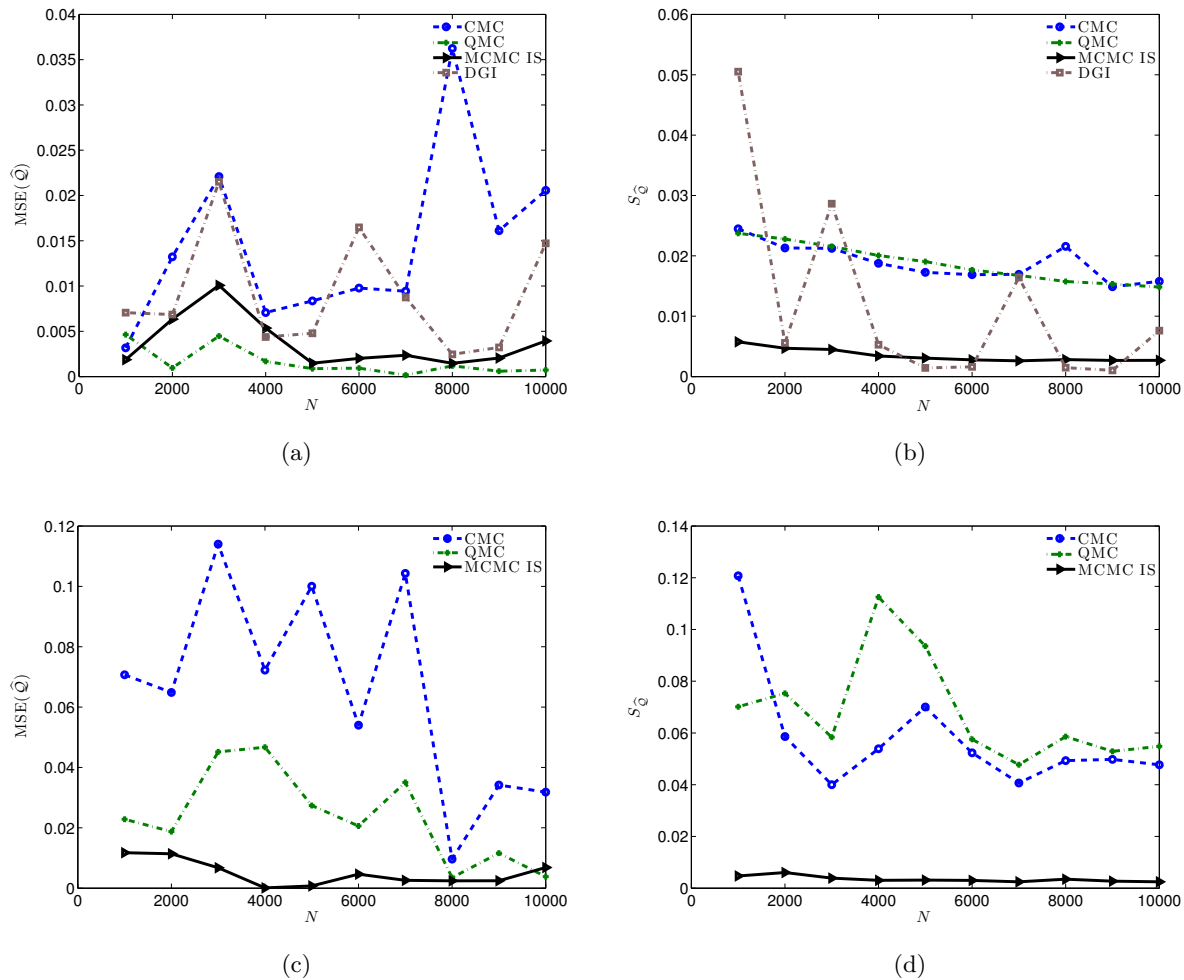 0.04
0.035
0.03
0.025
0.02
0.015
0.01
0.005
0
MSE(Q̂)
0 2000 4000 6000 8000 10000
N
CMC
QMC
MCMC IS
DGI
(a)
0.06
0.05
0.04
0.03
0.02
0.01
0
S_Q̂
0 2000 4000 6000 8000 10000
N
CMC
QMC
MCMC IS
DGI
(b)
0.12
0.1
0.08
0.06
0.04
0.02
0
MSE(Q̂)
0 2000 4000 6000 8000 10000
N
CMC
QMC
MCMC IS
(c)
0.14
0.12
0.1
0.08
0.06
0.04
0.02
0
S_Q̂
0 2000 4000 6000 8000 10000
N
CMC
QMC
MCMC IS
(d)